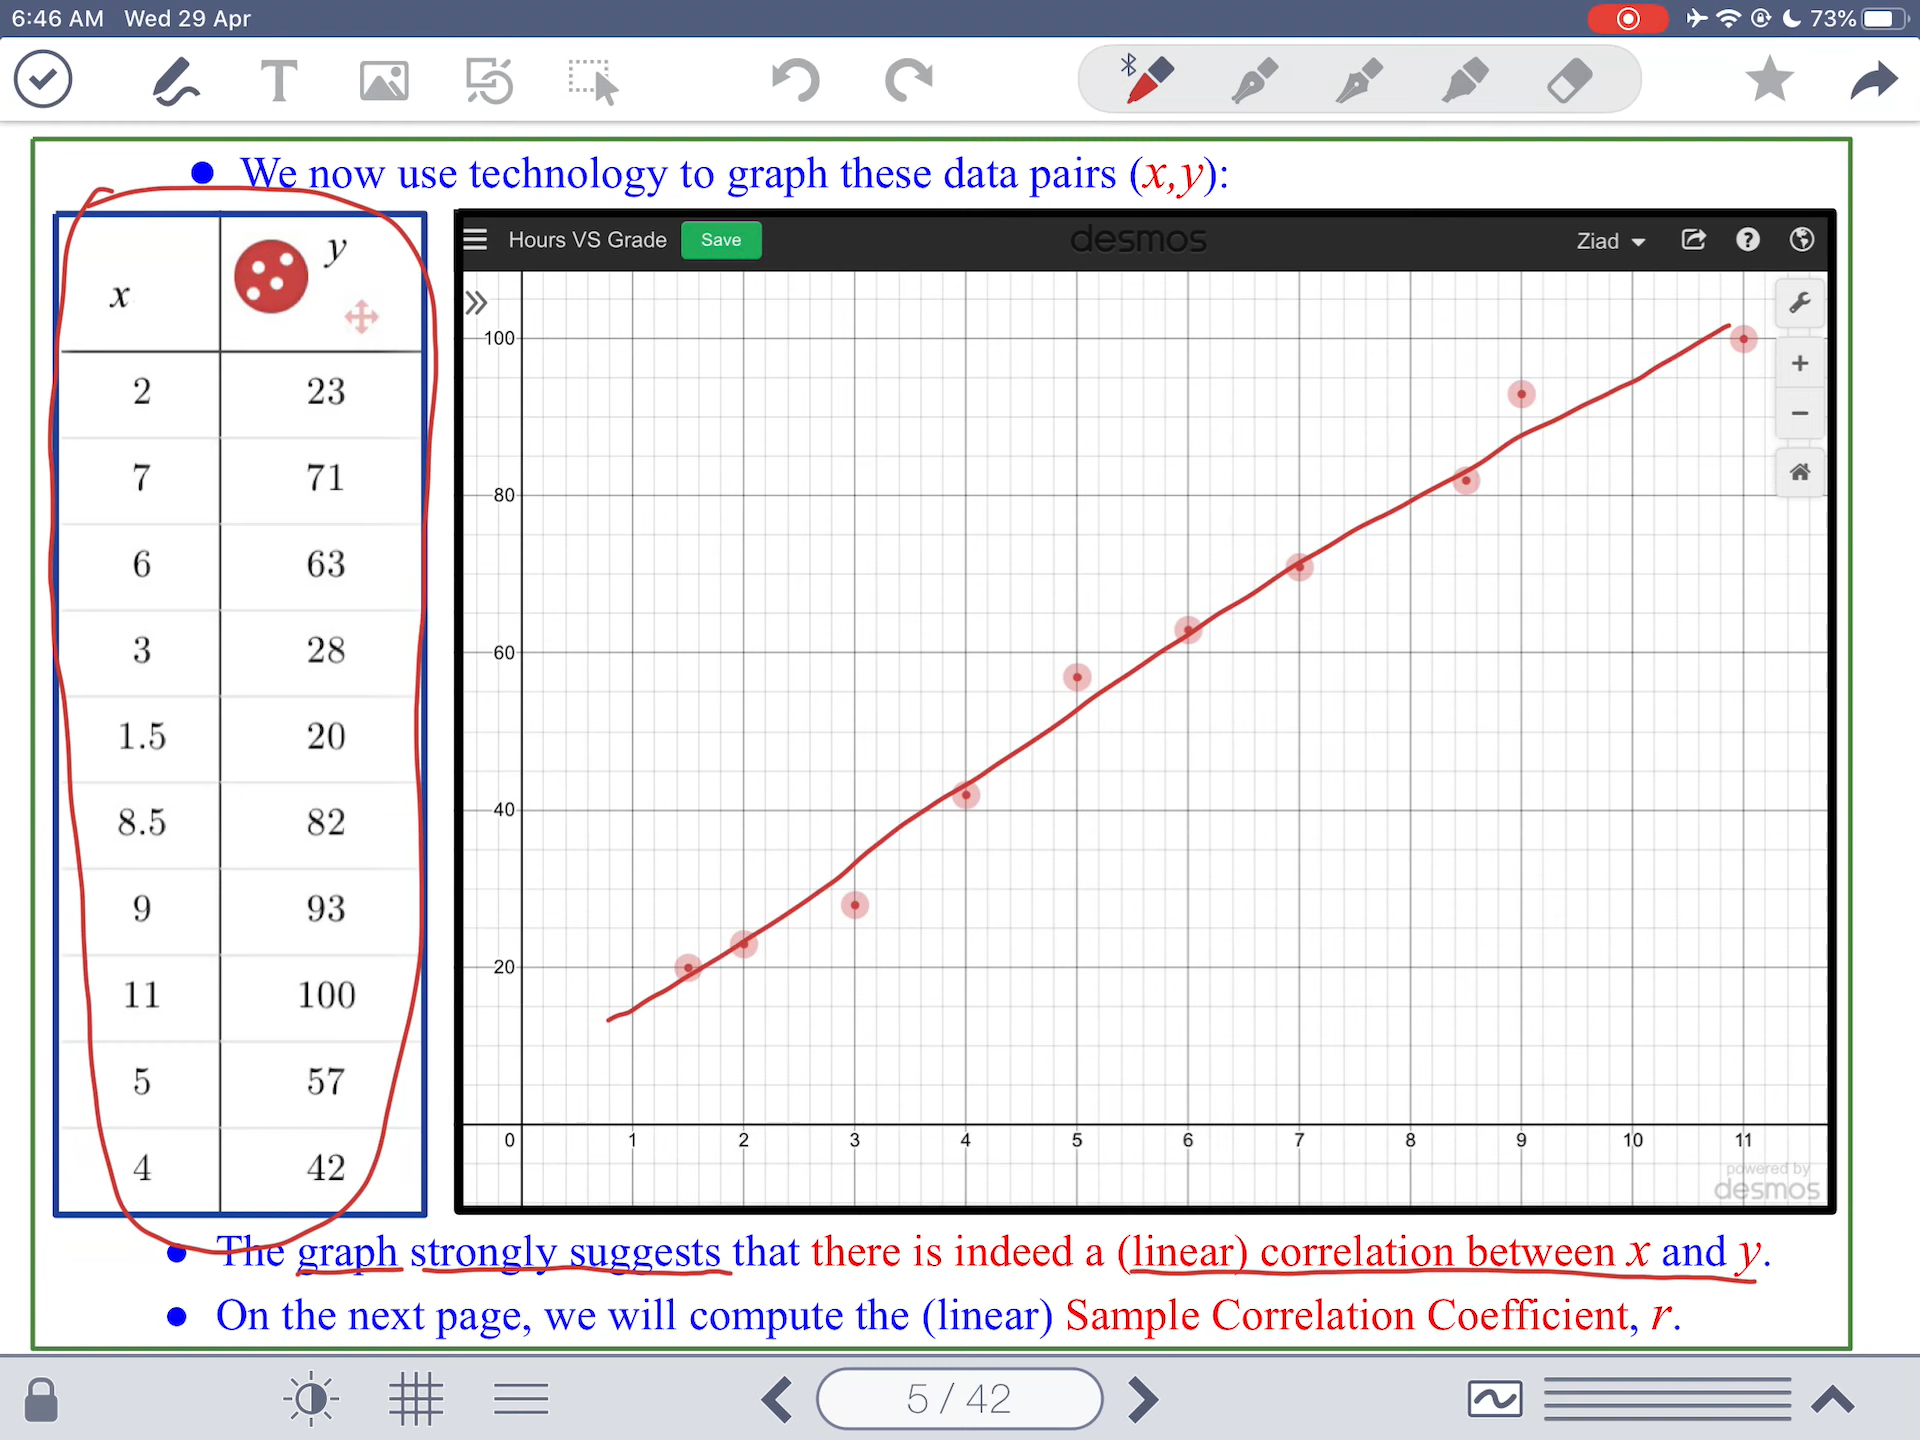 6:46 AM Wed 29 Apr 73%
T
We now use technology to graph these data pairs (x,y):
Hours VS Grade Save desmos Ziad ?
x y
2 23
7 71
6 63
3 28
1.5 20
8.5 82
9 93
11 100
5 57
4 42
100
80
60
40
20
0 1 2 3 4 5 6 7 8 9 10 11
powered by
desmos
The graph strongly suggests that there is indeed a (linear) correlation between x and y.
On the next page, we will compute the (linear) Sample Correlation Coefficient, r.
5 / 42